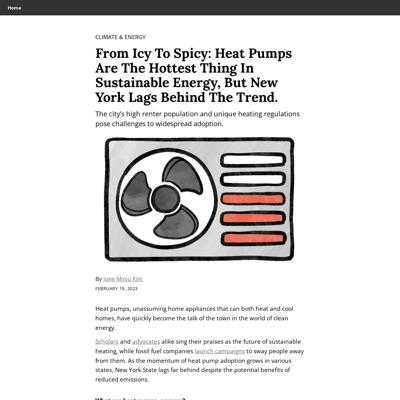 Home
CLIMATE & ENERGY
From Icy To Spicy: Heat Pumps
Are The Hottest Thing In
Sustainable Energy, But New
York Lags Behind The Trend.
The city's high renter population and unique heating regulations
pose challenges to widespread adoption.
By June Minju Kim
FEBRUARY 19, 2023
Heat pumps, unassuming home appliances that can both heat and cool
homes, have quickly become the talk of the town in the world of clean
energy.
Scholars and advocates alike sing their praises as the future of sustainable
heating, while fossil fuel companies launch campaigns to sway people away
from them. As the momentum of heat pump adoption grows in various
states, New York State lags far behind despite the potential benefits of
reduced emissions.